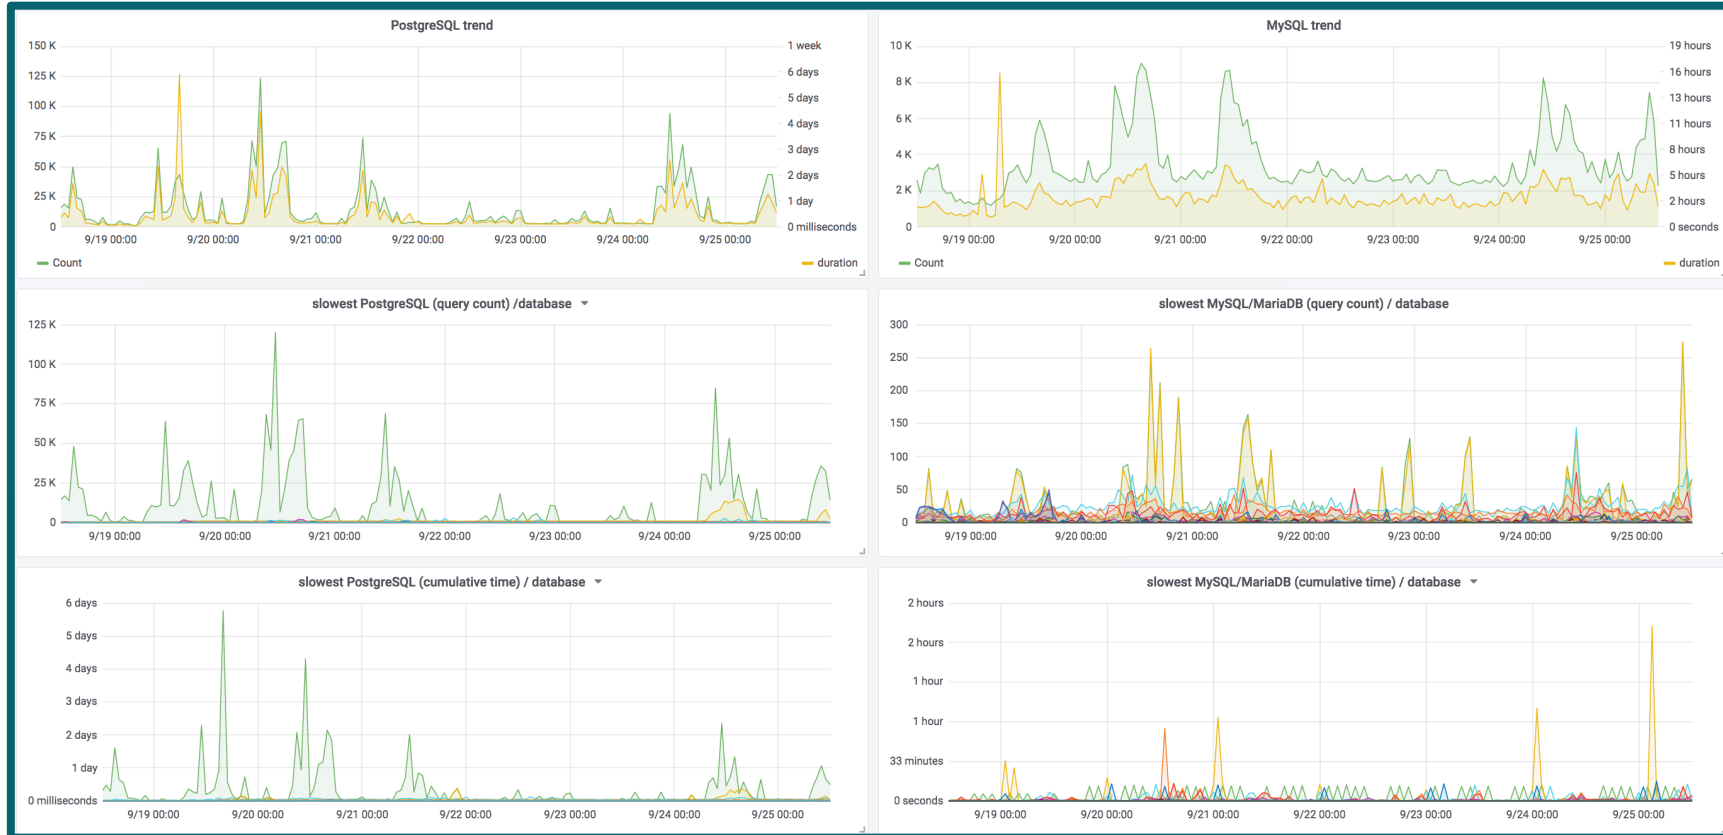 PostgreSQL trend
150 K
125 K
100 K
75 K
50 K
25 K
0
1 week
6 days
5 days
4 days
3 days
2 days
1 day
0 milliseconds
9/19 00:00 9/20 00:00 9/21 00:00 9/22 00:00 9/23 00:00 9/24 00:00 9/25 00:00
Count duration
MySQL trend
10 K
8 K
6 K
4 K
2 K
0
19 hours
16 hours
13 hours
11 hours
8 hours
5 hours
2 hours
0 seconds
9/19 00:00 9/20 00:00 9/21 00:00 9/22 00:00 9/23 00:00 9/24 00:00 9/25 00:00
Count duration
slowest PostgreSQL (query count) /database
125 K
100 K
75 K
50 K
25 K
0
9/19 00:00 9/20 00:00 9/21 00:00 9/22 00:00 9/23 00:00 9/24 00:00 9/25 00:00
slowest MySQL/MariaDB (query count) / database
300
250
200
150
100
50
0
9/19 00:00 9/20 00:00 9/21 00:00 9/22 00:00 9/23 00:00 9/24 00:00 9/25 00:00
slowest PostgreSQL (cumulative time) / database
6 days
5 days
4 days
3 days
2 days
1 day
0 milliseconds
9/19 00:00 9/20 00:00 9/21 00:00 9/22 00:00 9/23 00:00 9/24 00:00 9/25 00:00
slowest MySQL/MariaDB (cumulative time) / database
2 hours
2 hours
1 hour
1 hour
33 minutes
0 seconds
9/19 00:00 9/20 00:00 9/21 00:00 9/22 00:00 9/23 00:00 9/24 00:00 9/25 00:00